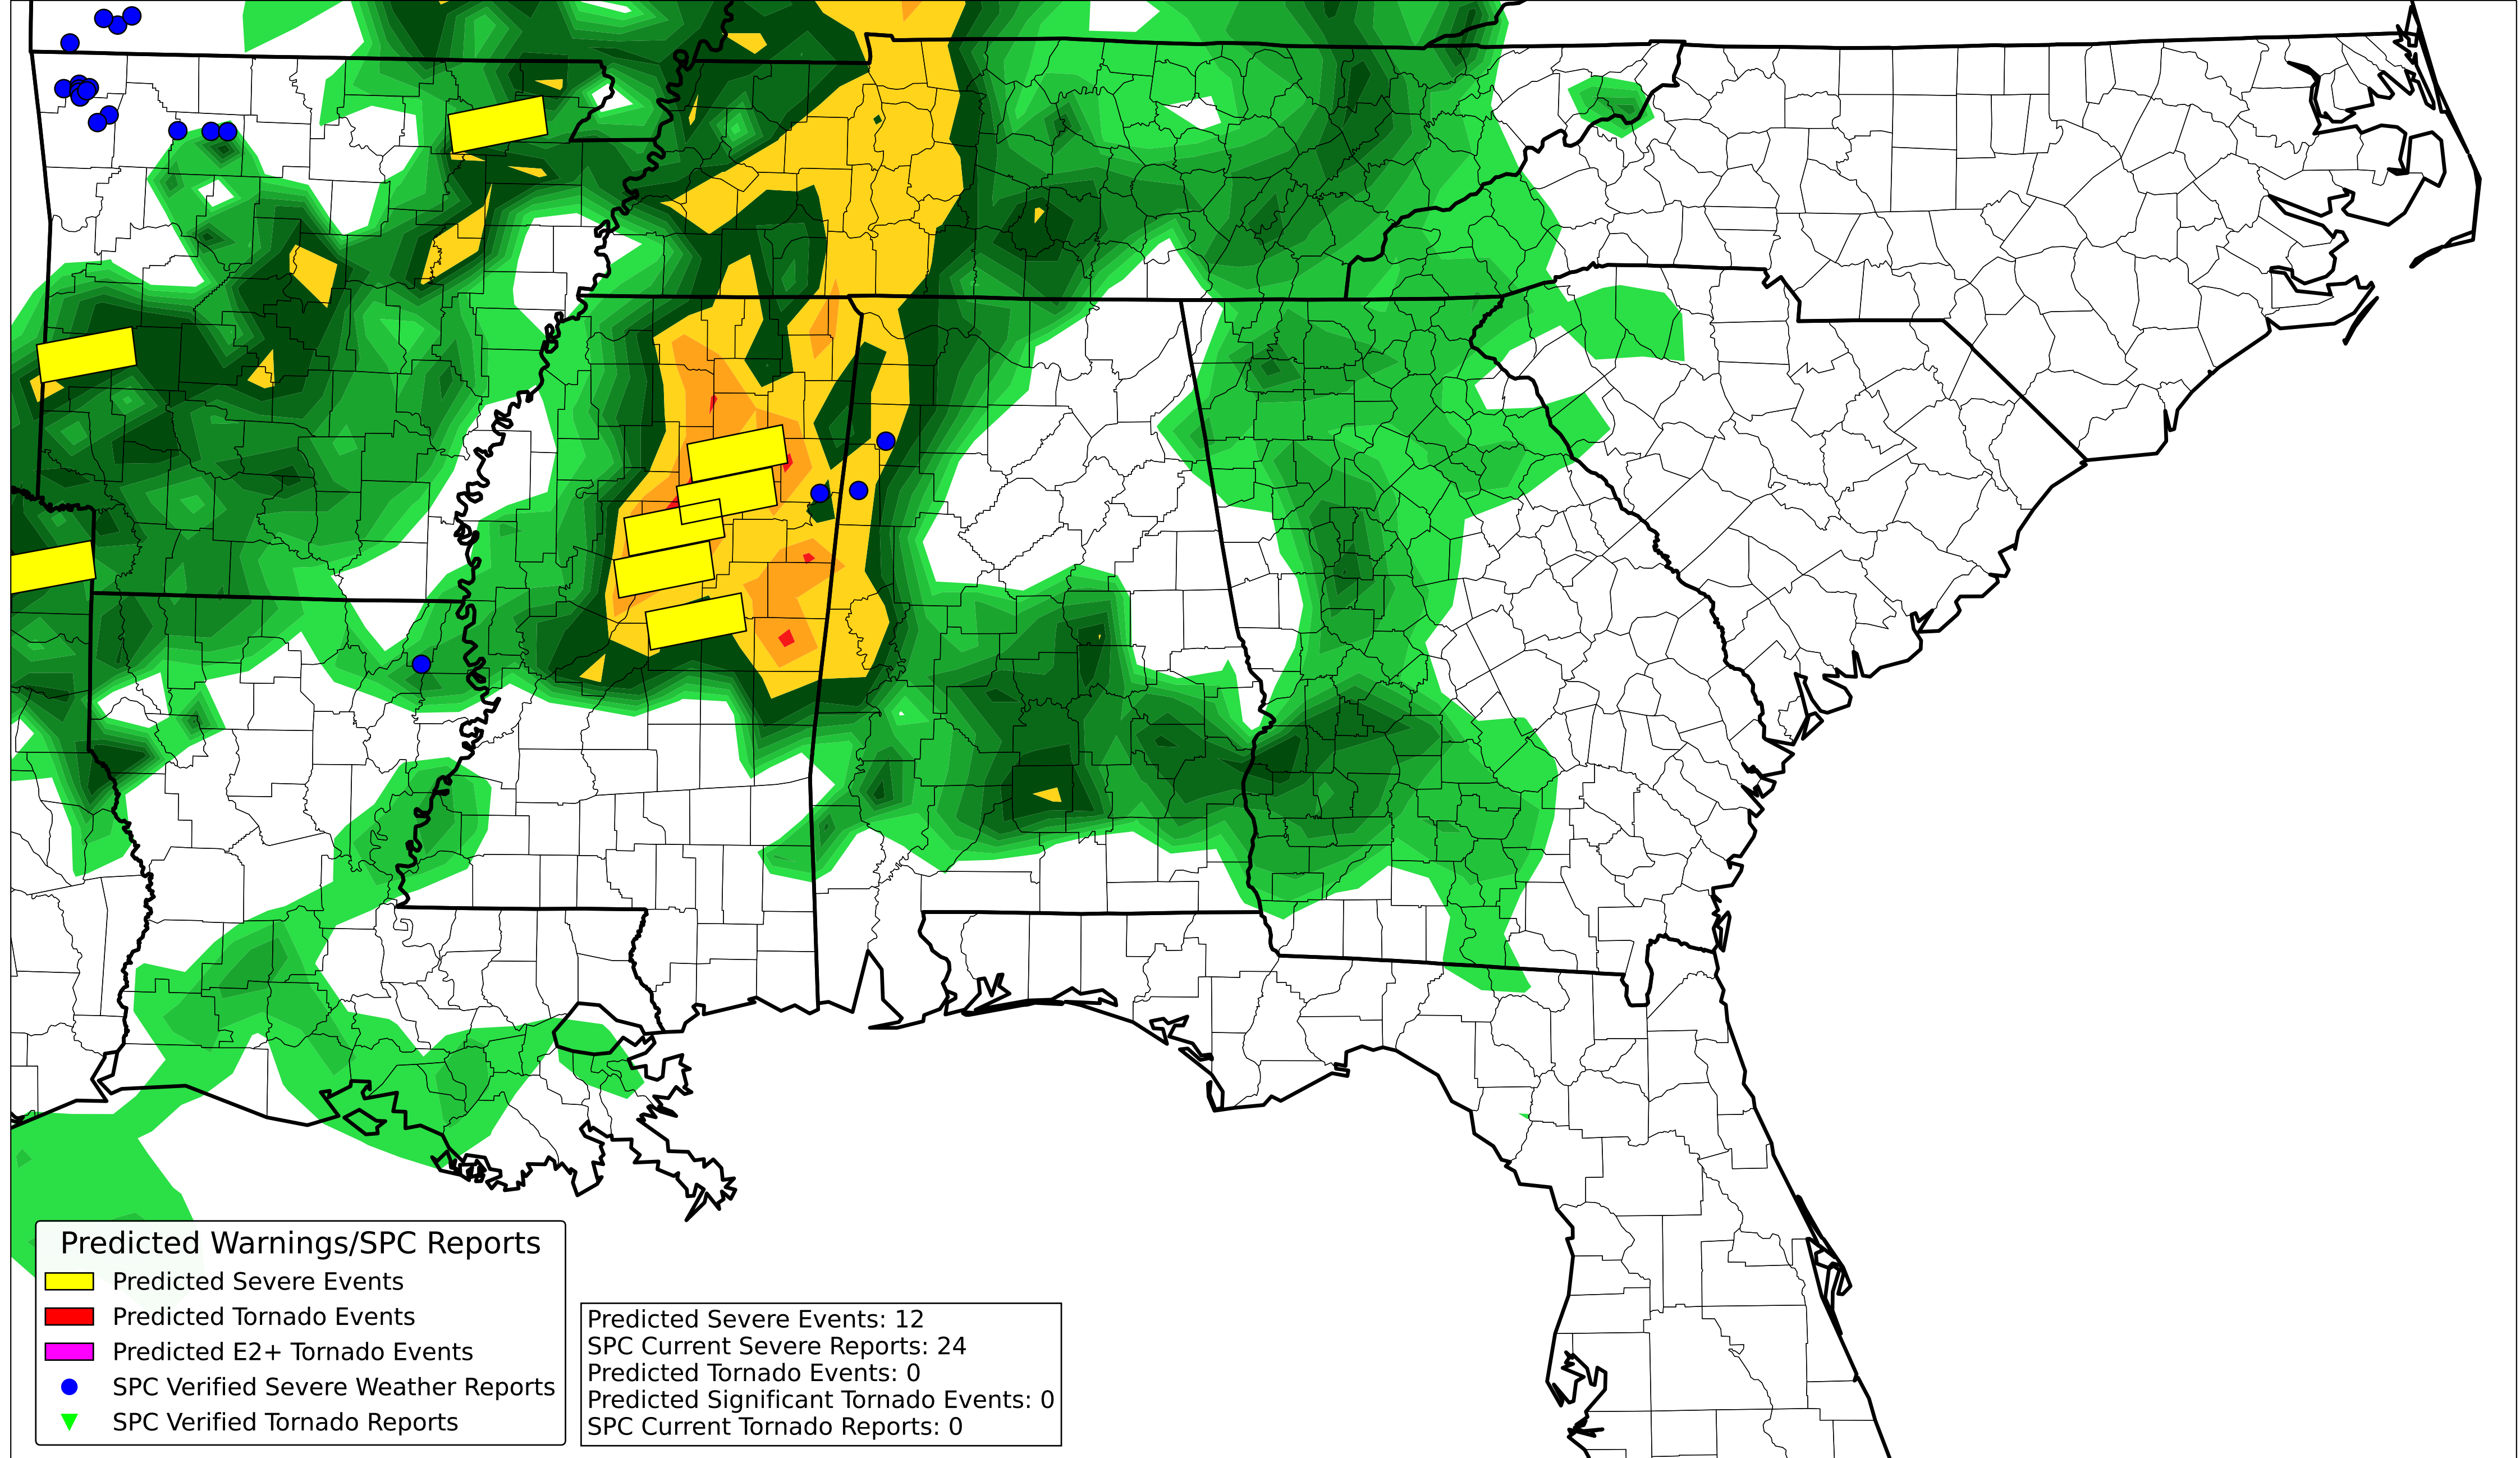 Predicted Warnings/SPC Reports
Predicted Severe Events
Predicted Tornado Events
Predicted E2+ Tornado Events
SPC Verified Severe Weather Reports
SPC Verified Tornado Reports
Predicted Severe Events: 12
SPC Current Severe Reports: 24
Predicted Tornado Events: 0
Predicted Significant Tornado Events: 0
SPC Current Tornado Reports: 0